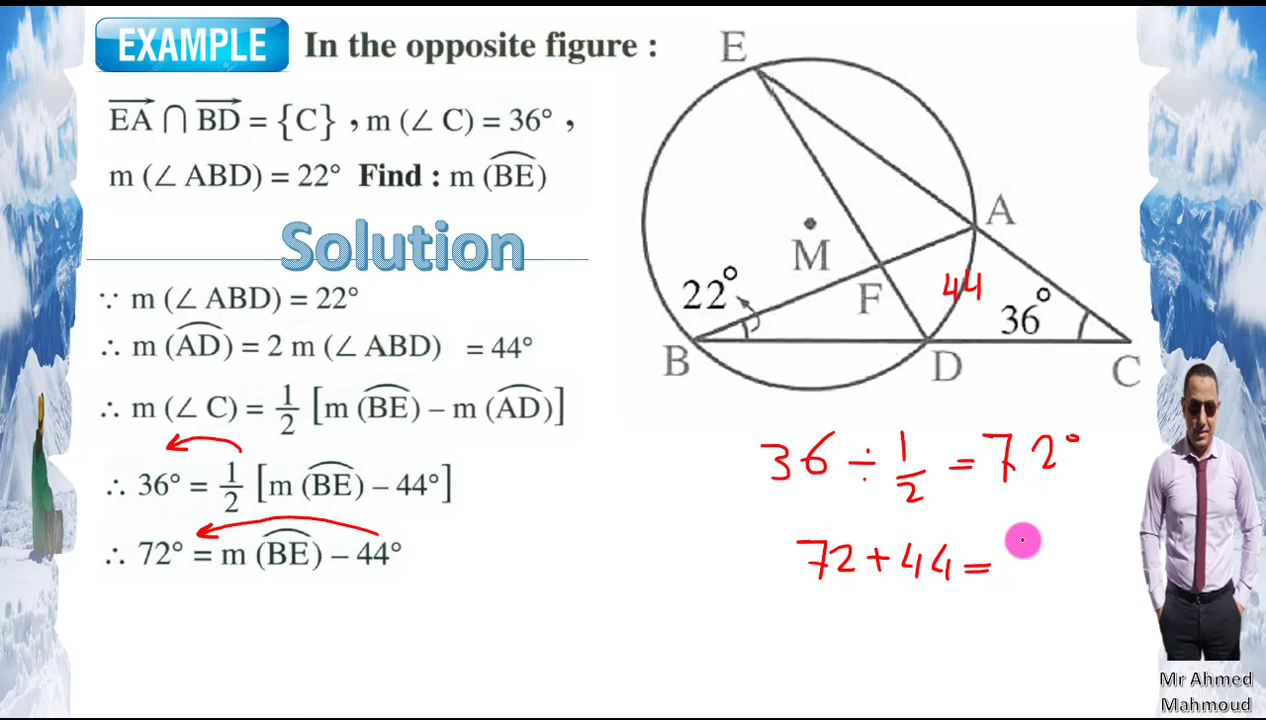 EXAMPLE In the opposite figure :
EA ∩ BD = {C} , m (∠ C) = 36° ,
m (∠ ABD) = 22° Find : m (BE)
Solution
∵ m (∠ ABD) = 22°
∴ m (AD) = 2 m (∠ ABD) = 44°
∴ m (∠ C) = 1/2 [m (BE) – m (AD)]
∴ 36° = 1/2 [m (BE) – 44°]
∴ 72° = m (BE) – 44°
E
A
M
22°
F
44
36°
B
D
C
36 ÷ 1/2 = 72°
72 + 44 =
Mr Ahmed
Mahmoud